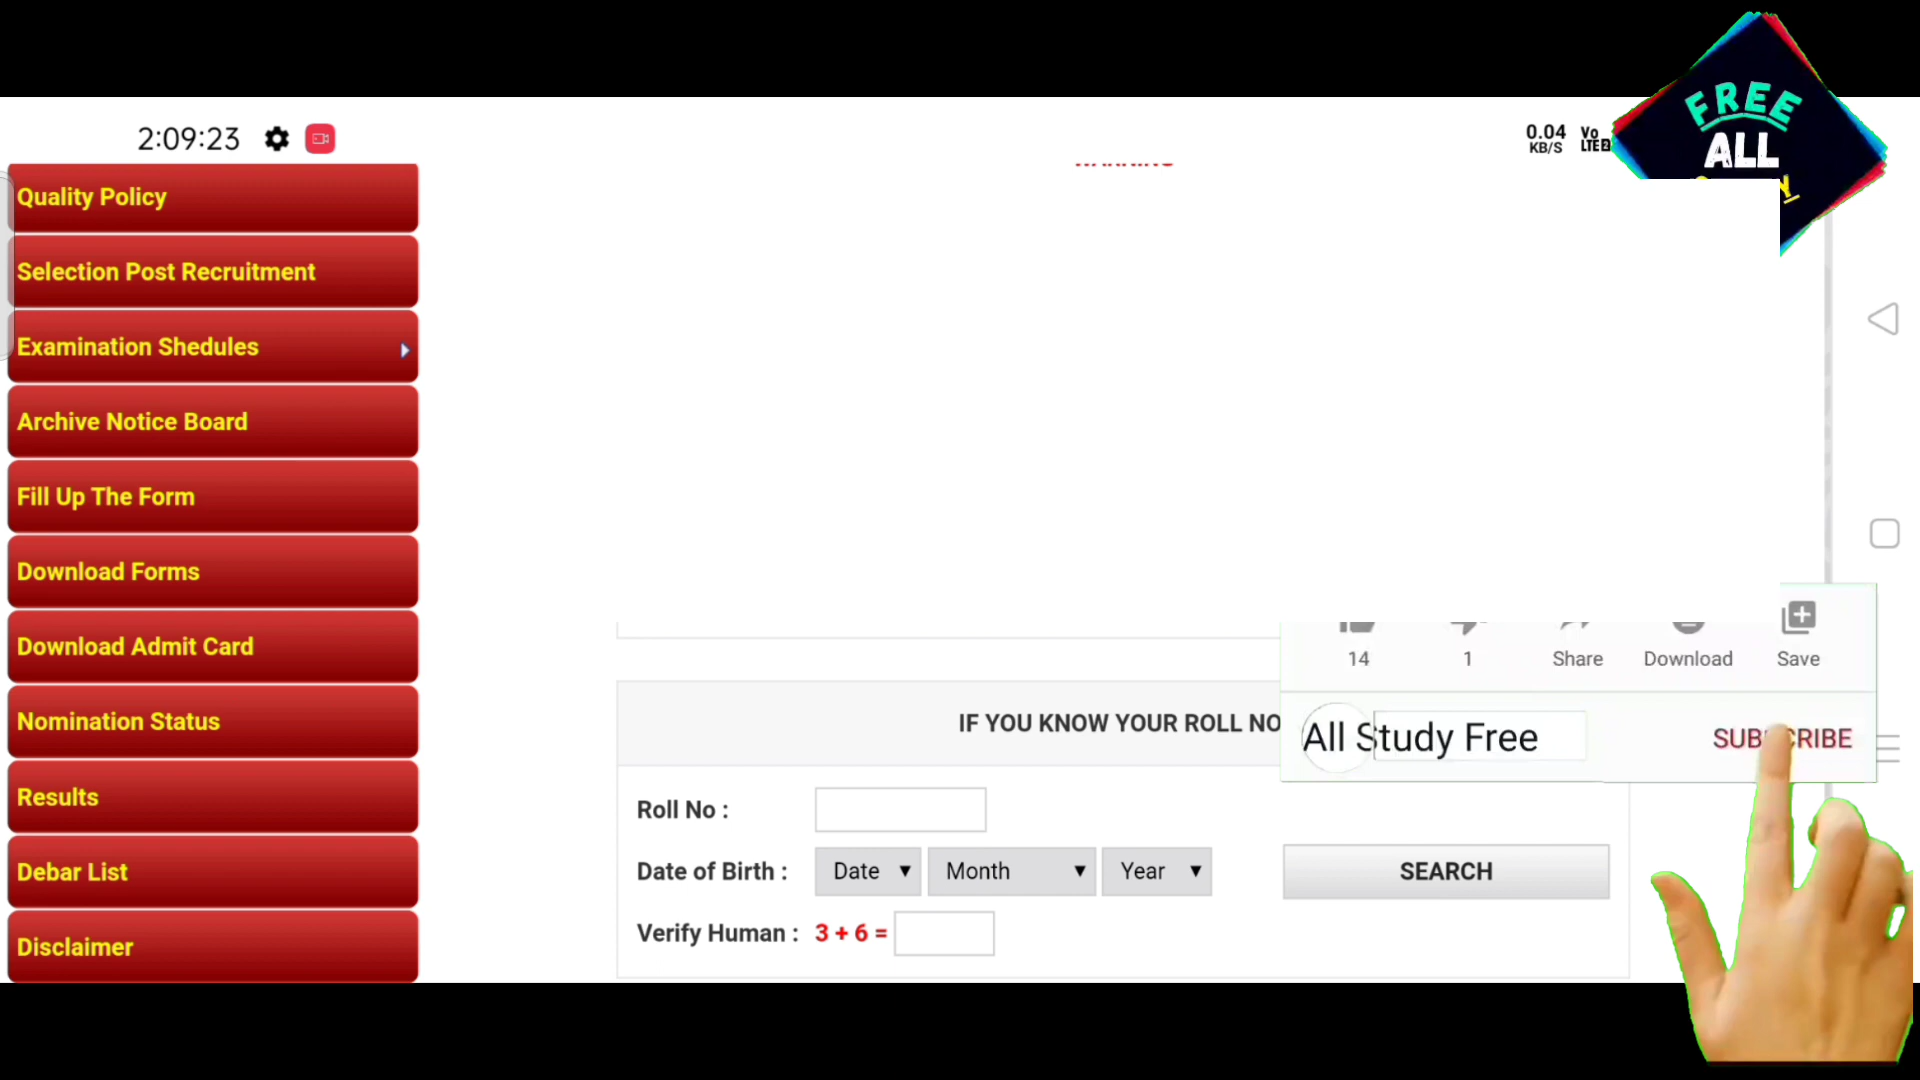 2:09:23
0.04
KB/S
Vo
LTE 2
FREE
ALL
Quality Policy
Selection Post Recruitment
Examination Shedules
Archive Notice Board
Fill Up The Form
Download Forms
Download Admit Card
Nomination Status
Results
Debar List
Disclaimer
14
1
Share
Download
Save
All Study Free
SUBSCRIBE
IF YOU KNOW YOUR ROLL NO
Roll No :
Date of Birth :
Date
Month
Year
SEARCH
Verify Human : 3 + 6 =